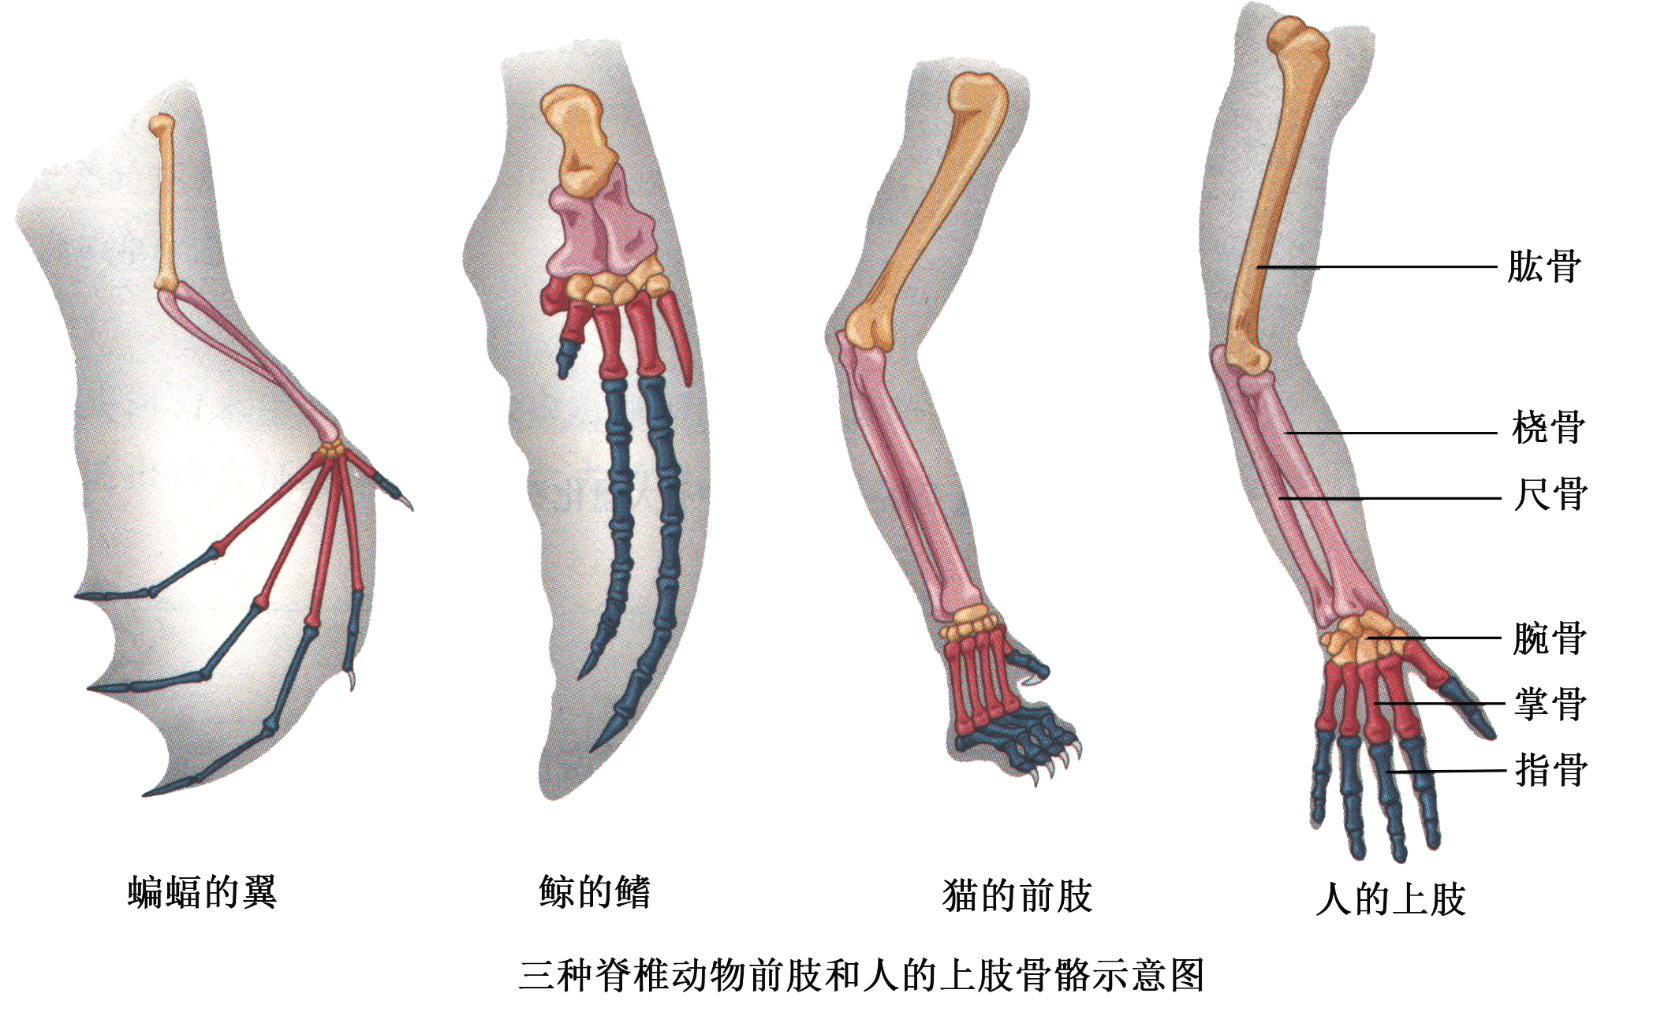 肱骨
桡骨
尺骨
腕骨
掌骨
指骨
蝙蝠的翼
鲸的鳍
猫的前肢
人的上肢
三种脊椎动物前肢和人的上肢骨骼示意图